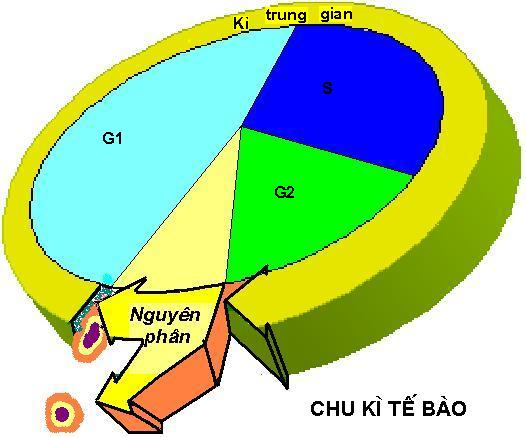 Kì trung gian
S
G1
G2
Nguyên
phân
CHU KÌ TẾ BÀO